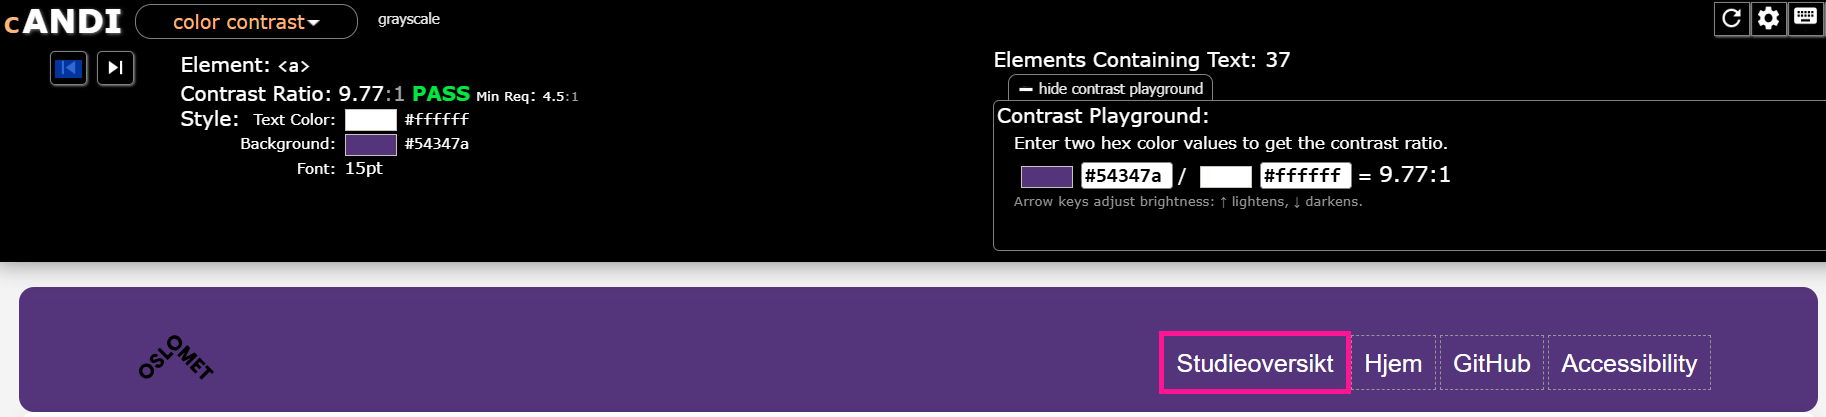 cANDI color contrast grayscale
Element: <a>
Contrast Ratio: 9.77:1 PASS Min Req: 4.5:1
Style: Text Color: #ffffff
Background: #54347a
Font: 15pt
Elements Containing Text: 37
hide contrast playground
Contrast Playground:
Enter two hex color values to get the contrast ratio.
#54347a / #ffffff = 9.77:1
Arrow keys adjust brightness: ↑ lightens, ↓ darkens.
OSLOMET
Studieoversikt Hjem GitHub Accessibility